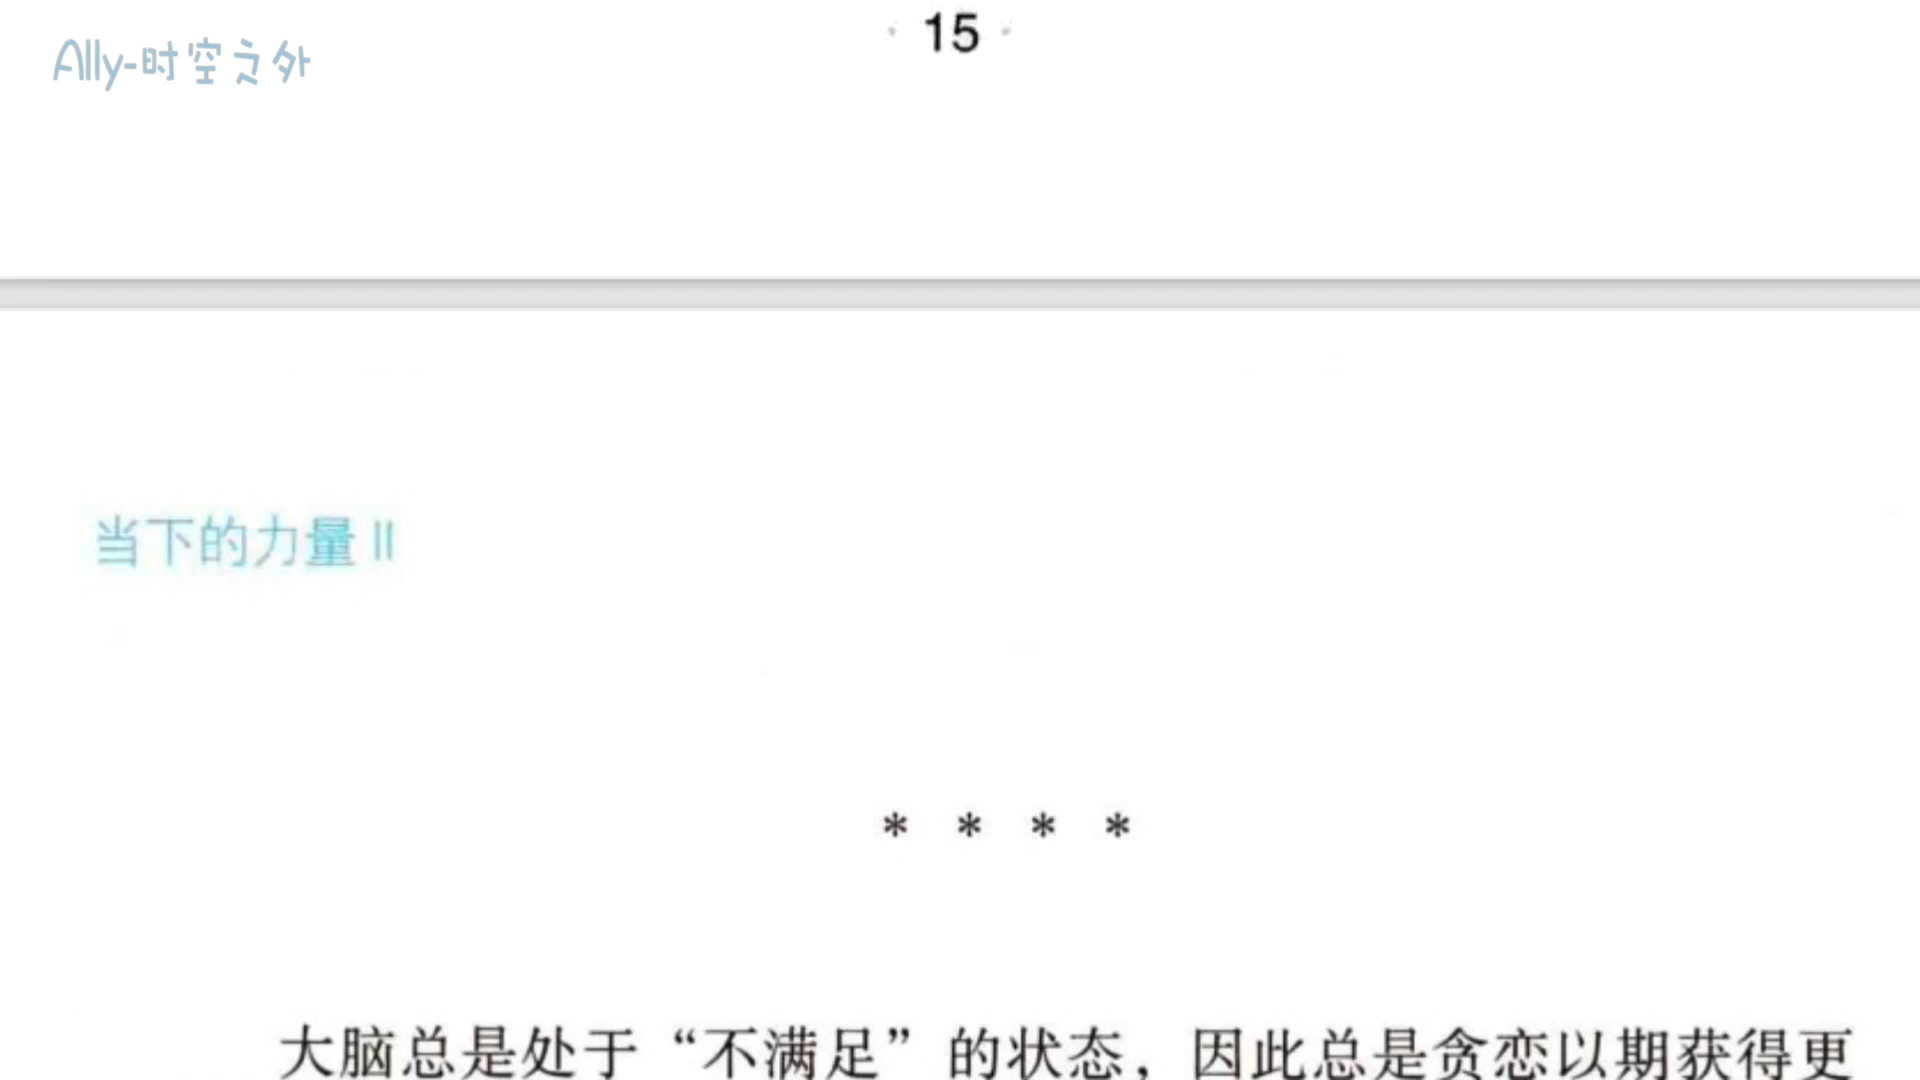 · 15 ·
Ally-时空之外
当下的力量 II
* * * *
大脑总是处于“不满足”的状态，因此总是贪恋以期获得更